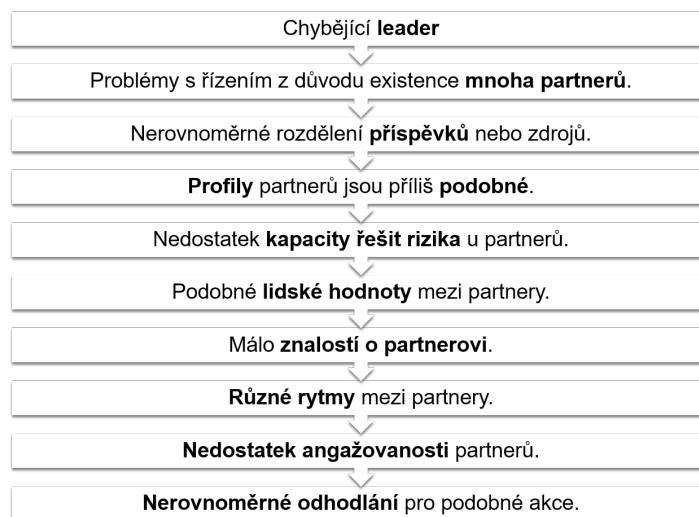 Chybějící leader
Problémy s řízením z důvodu existence mnoha partnerů.
Nerovnoměrné rozdělení příspěvků nebo zdrojů.
Profily partnerů jsou příliš podobné.
Nedostatek kapacity řešit rizika u partnerů.
Podobné lidské hodnoty mezi partnery.
Málo znalostí o partnerovi.
Různé rytmy mezi partnery.
Nedostatek angažovanosti partnerů.
Nerovnoměrné odhodlání pro podobné akce.